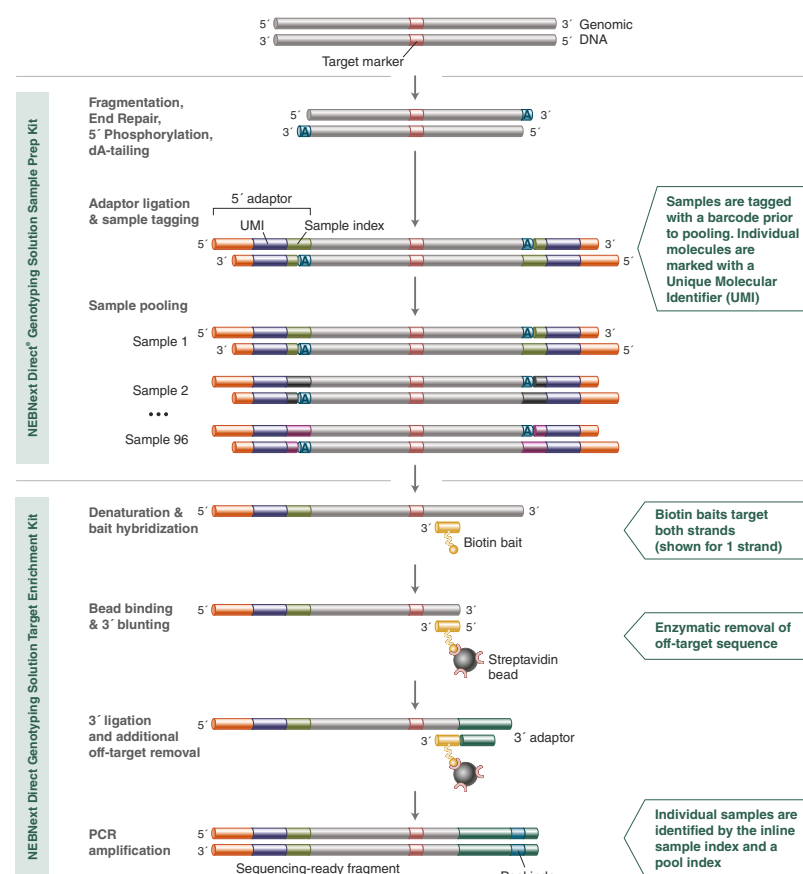 5´ 3´ Genomic
3´ 5´ DNA
Target marker
NEBNext Direct® Genotyping Solution Sample Prep Kit
Fragmentation,
End Repair,
5´ Phosphorylation,
dA-tailing
5´ A 3´
3´ A 5´
Adaptor ligation
& sample tagging
5´ adaptor
UMI Sample index
5´ A 3´
3´ A 5´
Samples are tagged
with a barcode prior
to pooling. Individual
molecules are
marked with a
Unique Molecular
Identifier (UMI)
Sample pooling
Sample 1
5´ A 3´
3´ A 5´
Sample 2
A
A
•••
Sample 96
A
A
NEBNext Direct Genotyping Solution Target Enrichment Kit
Denaturation &
bait hybridization
5´ 3´
3´
Biotin bait
Biotin baits target
both strands
(shown for 1 strand)
Bead binding
& 3´ blunting
5´ 3´
3´ 5´
Streptavidin
bead
Enzymatic removal of
off-target sequence
3´ ligation
and additional
off-target removal
5´
3´ 3´ adaptor
PCR
amplification
5´
3´
Sequencing-ready fragment
Individual samples are
identified by the inline
sample index and a
pool index